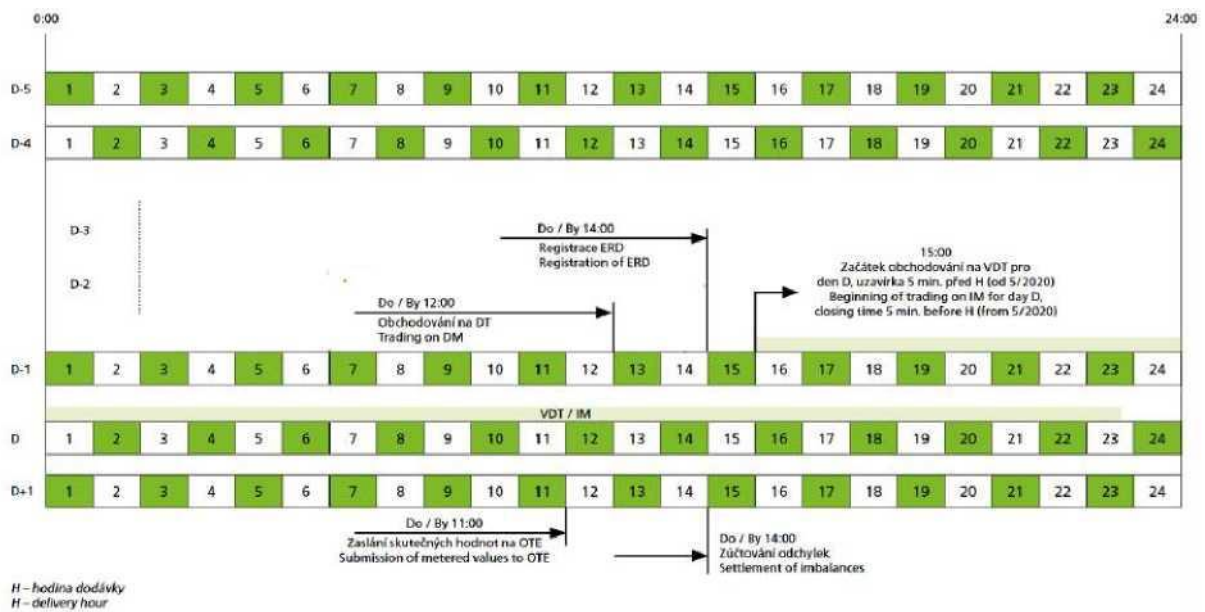 0:00 24:00
D-5 1 2 3 4 5 6 7 8 9 10 11 12 13 14 15 16 17 18 19 20 21 22 23 24
D-4 1 2 3 4 5 6 7 8 9 10 11 12 13 14 15 16 17 18 19 20 21 22 23 24
D-3
D-2
Do / By 14:00
Registrace ERD
Registration of ERD
Do / By 12:00
Obchodování na DT
Trading on DM
15:00
Začátek obchodování na VDT pro
den D, uzavírka 5 min. před H (od 5/2020)
Beginning of trading on IM for day D,
closing time 5 min. before H (from 5/2020)
D-1 1 2 3 4 5 6 7 8 9 10 11 12 13 14 15 16 17 18 19 20 21 22 23 24
VDT / IM
D 1 2 3 4 5 6 7 8 9 10 11 12 13 14 15 16 17 18 19 20 21 22 23 24
D+1 1 2 3 4 5 6 7 8 9 10 11 12 13 14 15 16 17 18 19 20 21 22 23 24
Do / By 11:00
Zaslání skutečných hodnot na OTE
Submission of metered values to OTE
Do / By 14:00
Zúčtování odchylek
Settlement of imbalances
H – hodina dodávky
H – delivery hour